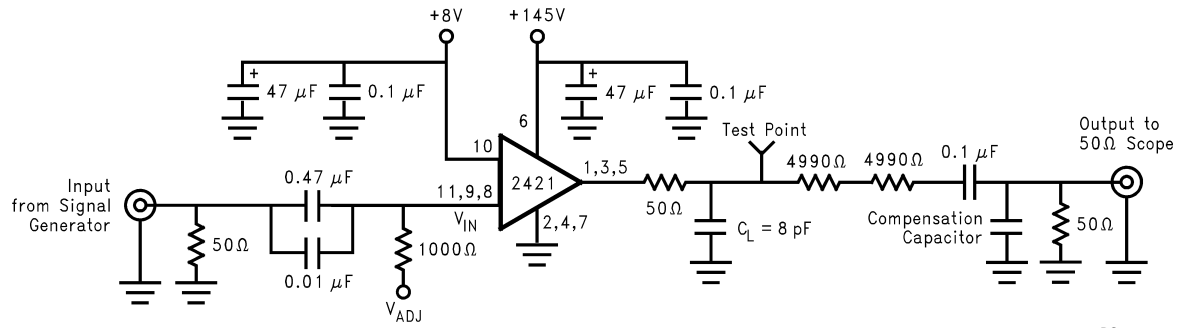 +8V
+145V
+
47 μF
0.1 μF
+
47 μF
0.1 μF
6
10
Test Point
Output to
50Ω Scope
Input
from Signal
Generator
0.47 μF
11,9,8
V_IN
2421
1,3,5
50Ω
4990Ω
4990Ω
0.1 μF
2,4,7
C_L = 8 pF
Compensation
Capacitor
50Ω
50Ω
0.01 μF
1000Ω
V_ADJ